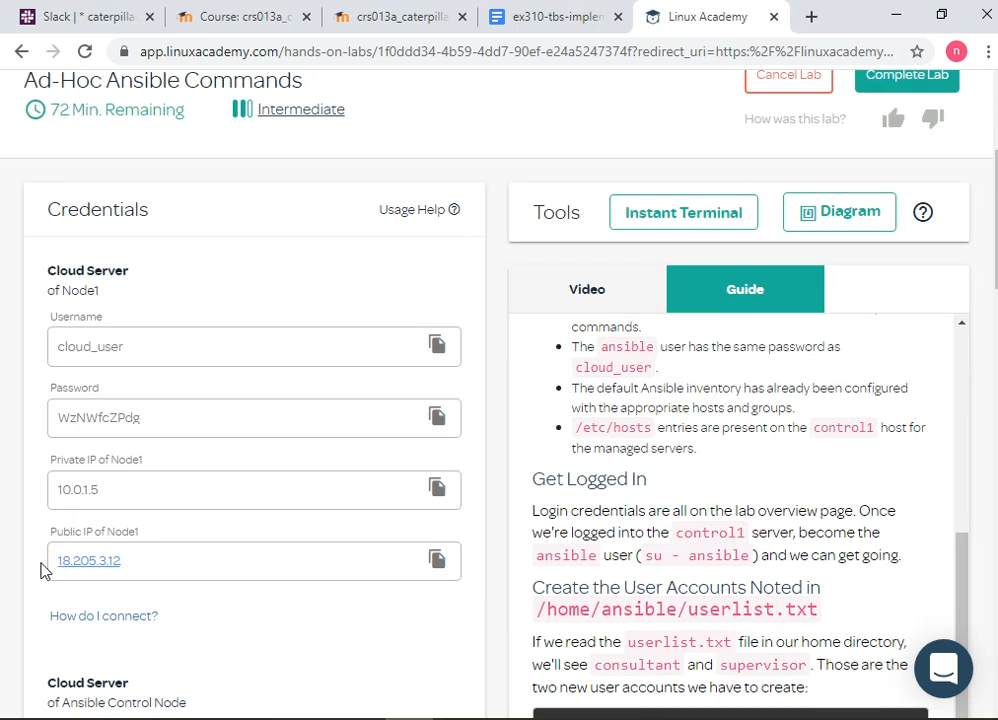 Slack | * caterpilla
Course: crs013a_c
crs013a_caterpilla
ex310-tbs-implem
Linux Academy
app.linuxacademy.com/hands-on-labs/1f0ddd34-4b59-4dd7-90ef-e24a5247374f?redirect_uri=https:%2F%2Flinuxacademy...
n
Ad-Hoc Ansible Commands
Cancel Lab
Complete Lab
72 Min. Remaining
Intermediate
How was this lab?
Credentials
Usage Help
Tools
Instant Terminal
Diagram
Cloud Server
of Node1
Username
cloud_user
Password
WzNWfcZPdg
Private IP of Node1
10.0.1.5
Public IP of Node1
18.205.3.12
How do I connect?
Cloud Server
of Ansible Control Node
Video
Guide
commands.
• The ansible user has the same password as
cloud_user .
• The default Ansible inventory has already been configured
with the appropriate hosts and groups.
• /etc/hosts entries are present on the control1 host for
the managed servers.
Get Logged In
Login credentials are all on the lab overview page. Once
we're logged into the control1 server, become the
ansible user ( su - ansible ) and we can get going.
Create the User Accounts Noted in
/home/ansible/userlist.txt
If we read the userlist.txt file in our home directory,
we'll see consultant and supervisor . Those are the
two new user accounts we have to create: